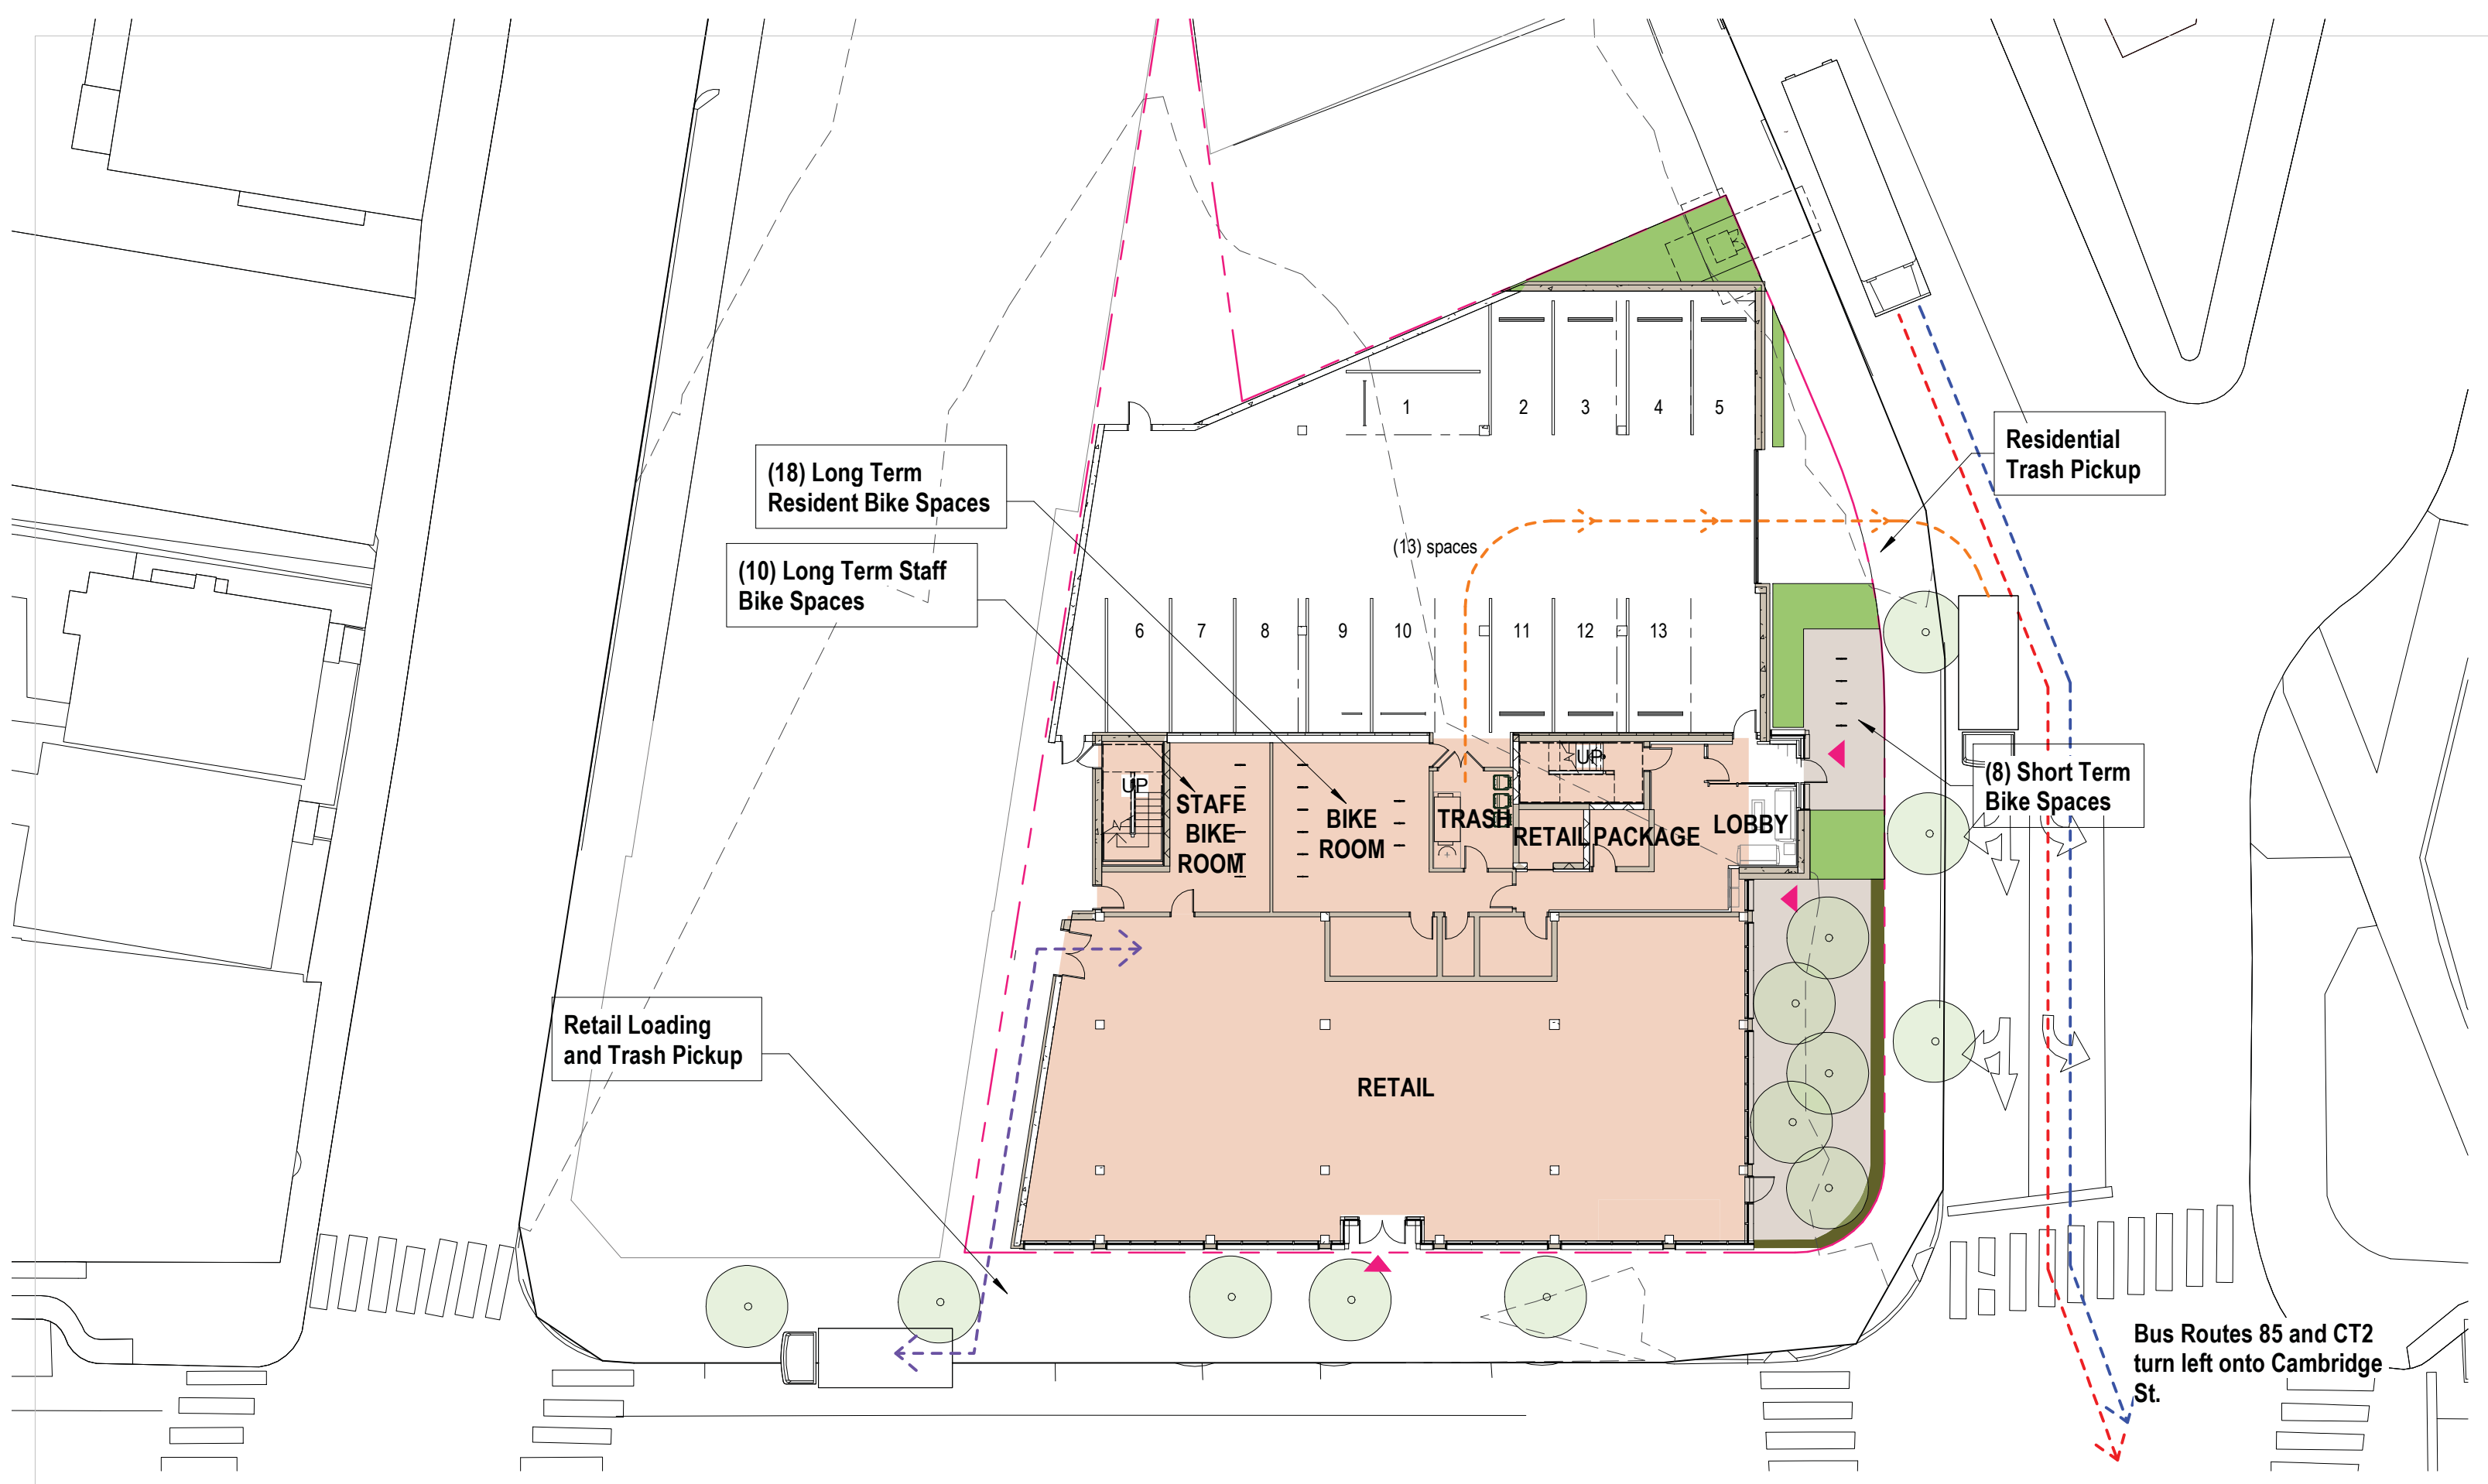 Residential
Trash Pickup
(18) Long Term
Resident Bike Spaces
(10) Long Term Staff
Bike Spaces
1
2
3
4
5
(13) spaces
6
7
8
9
10
11
12
13
UP
UP
STAFF
BIKE
ROOM
BIKE
ROOM
TRASH
RETAIL
PACKAGE
LOBBY
(8) Short Term
Bike Spaces
Retail Loading
and Trash Pickup
RETAIL
Bus Routes 85 and CT2
turn left onto Cambridge
St.